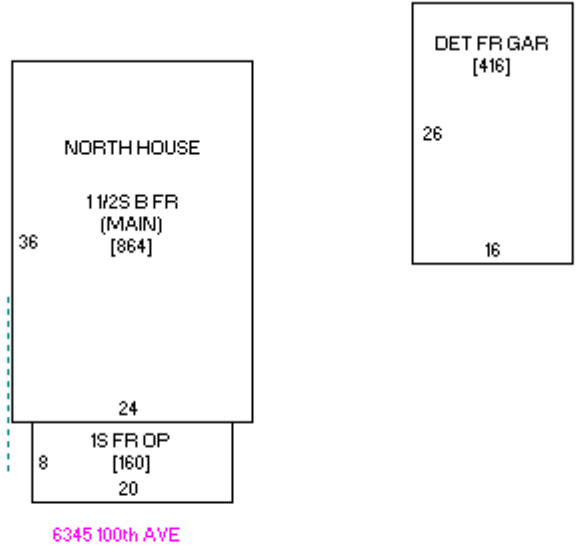 DET FR GAR
[416]
26
16
NORTH HOUSE
11/2S B FR
(MAIN)
[864]
36
24
1S FR OP
[160]
8
20
6345 100th AVE